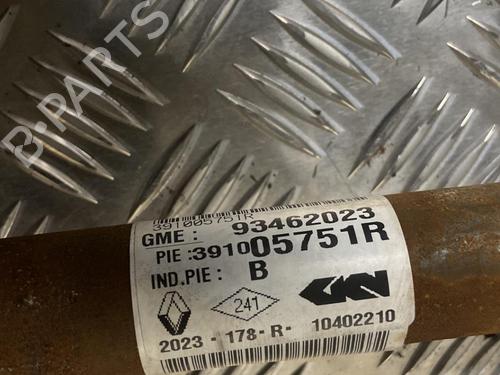 B-PARTS
391005751R
GME : 93462023
PIE : 391005751R
IND.PIE : B
241
GKN
2023 - 178 - R - 10402210